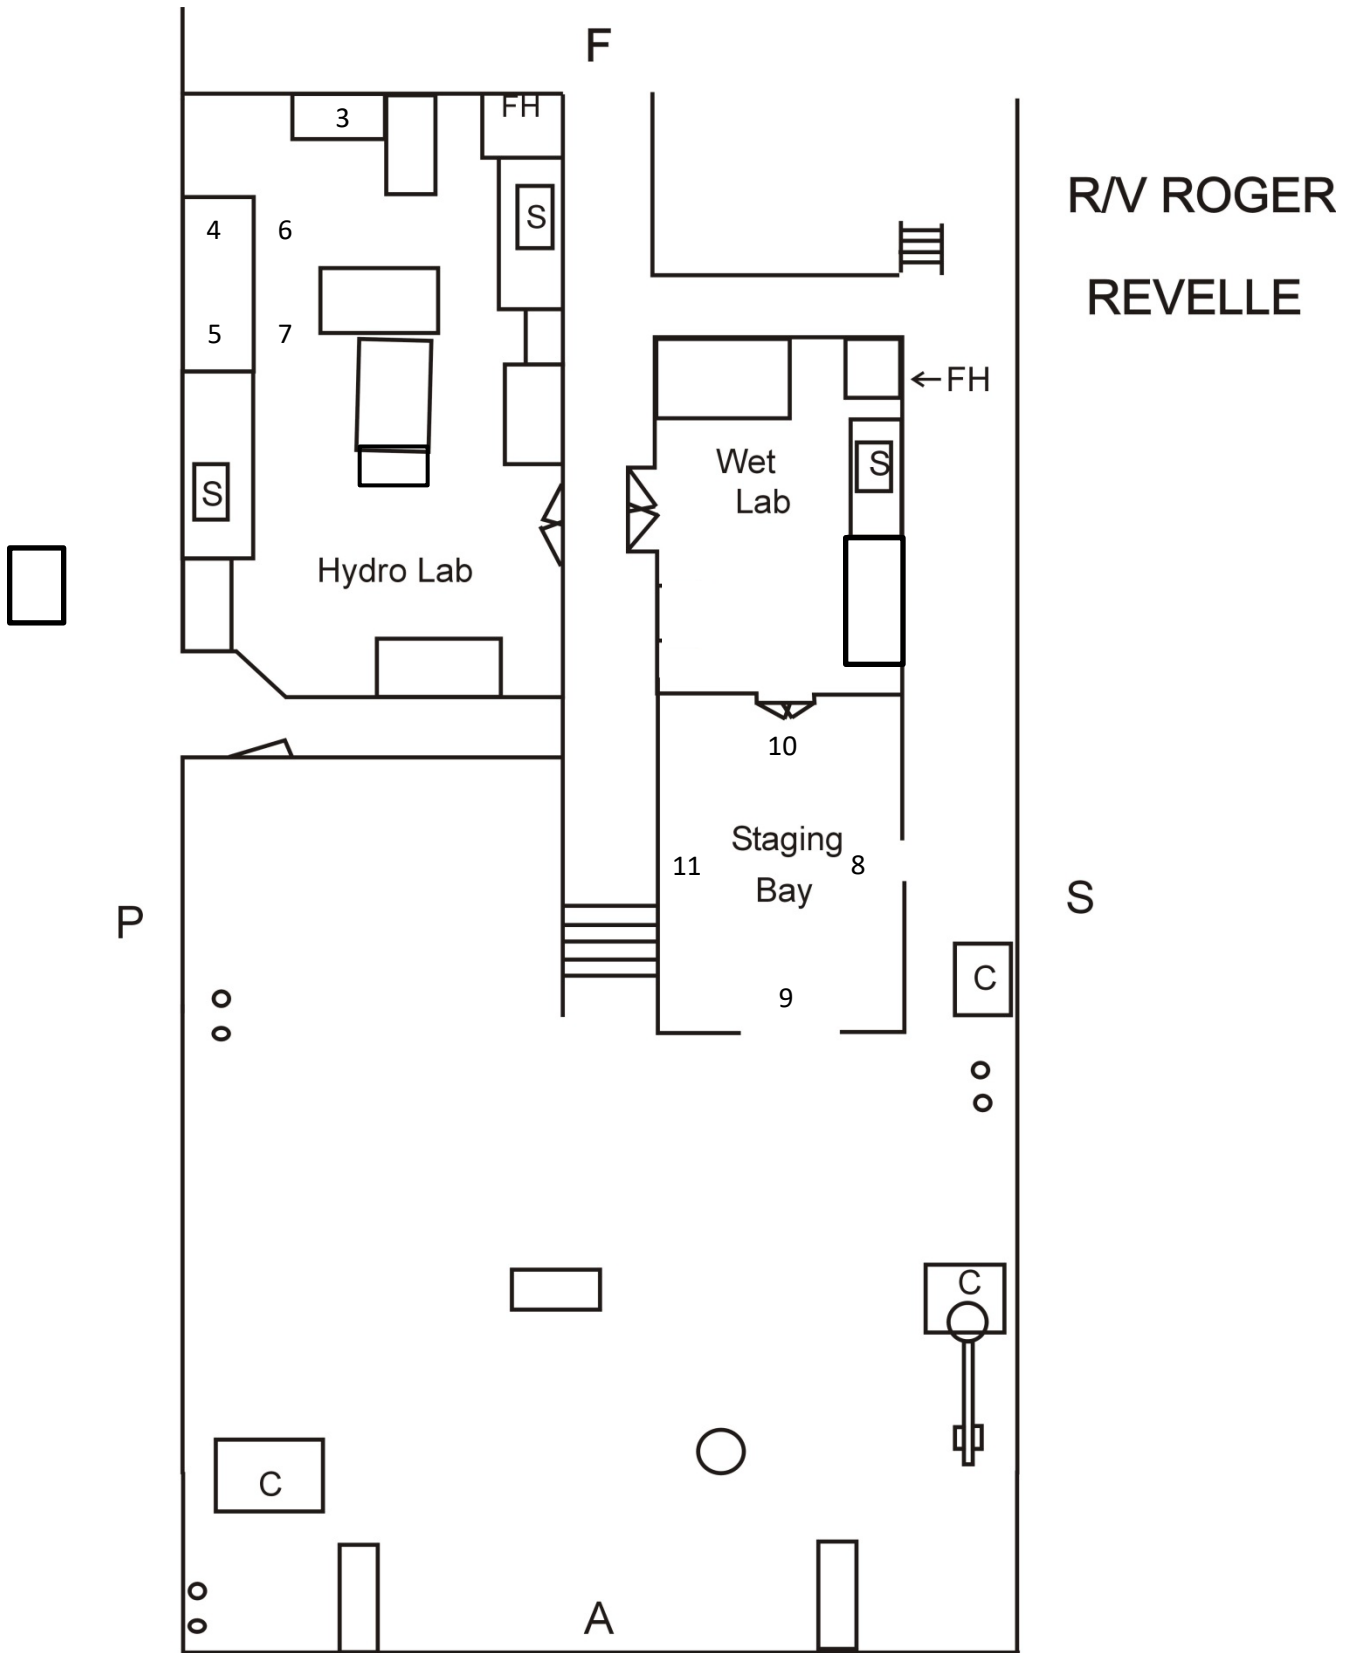 F
FH
3
R/V ROGER
S
4 6
REVELLE
5 7
←FH
Wet
S
Lab
S
Hydro Lab
10
Staging
11 8
Bay
P S
C
9
C
C
A